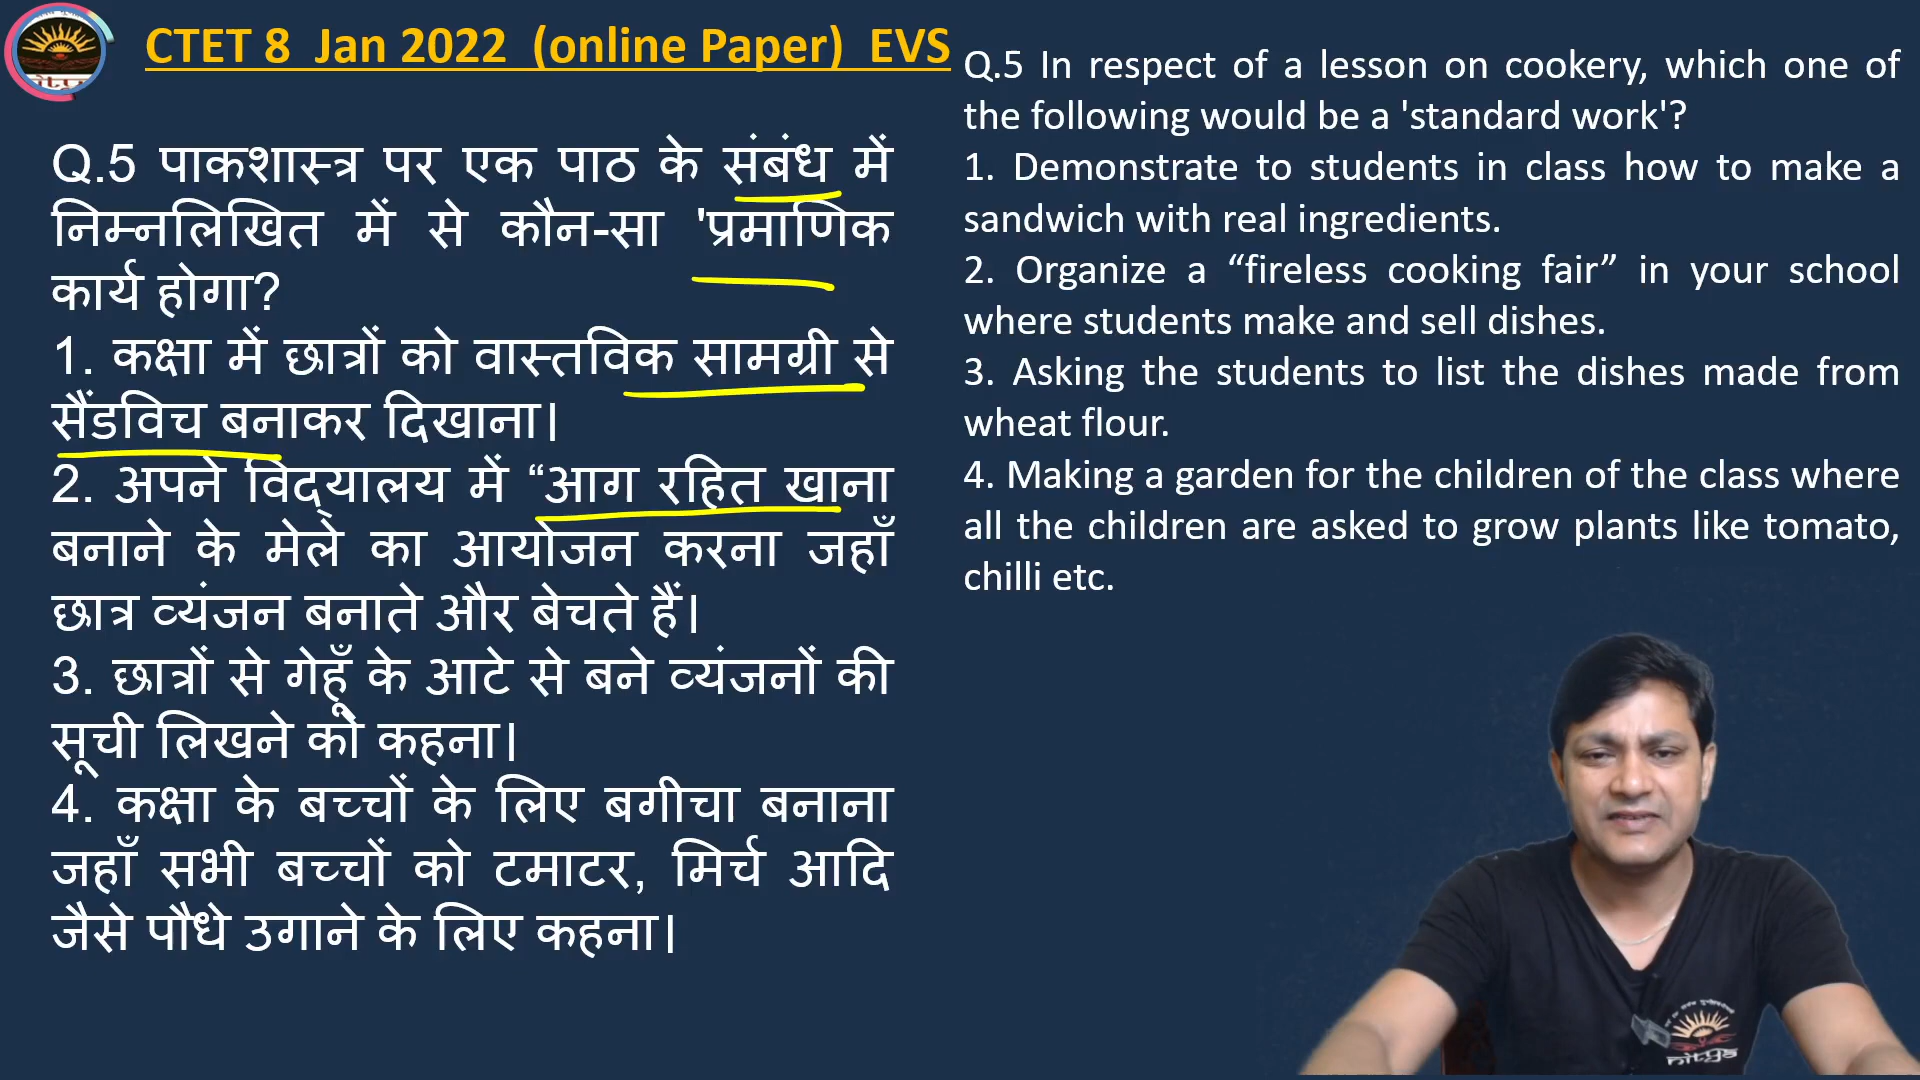 CTET 8 Jan 2022 (online Paper) EVS
Q.5 पाकशास्त्र पर एक पाठ के संबंध में
निम्नलिखित में से कौन-सा 'प्रमाणिक
कार्य होगा?
1. कक्षा में छात्रों को वास्तविक सामग्री से
सैंडविच बनाकर दिखाना।
2. अपने विद्यालय में “आग रहित खाना
बनाने के मेले का आयोजन करना जहाँ
छात्र व्यंजन बनाते और बेचते हैं।
3. छात्रों से गेहूँ के आटे से बने व्यंजनों की
सूची लिखने को कहना।
4. कक्षा के बच्चों के लिए बगीचा बनाना
जहाँ सभी बच्चों को टमाटर, मिर्च आदि
जैसे पौधे उगाने के लिए कहना।
Q.5 In respect of a lesson on cookery, which one of
the following would be a 'standard work'?
1. Demonstrate to students in class how to make a
sandwich with real ingredients.
2. Organize a “fireless cooking fair” in your school
where students make and sell dishes.
3. Asking the students to list the dishes made from
wheat flour.
4. Making a garden for the children of the class where
all the children are asked to grow plants like tomato,
chilli etc.
nitya